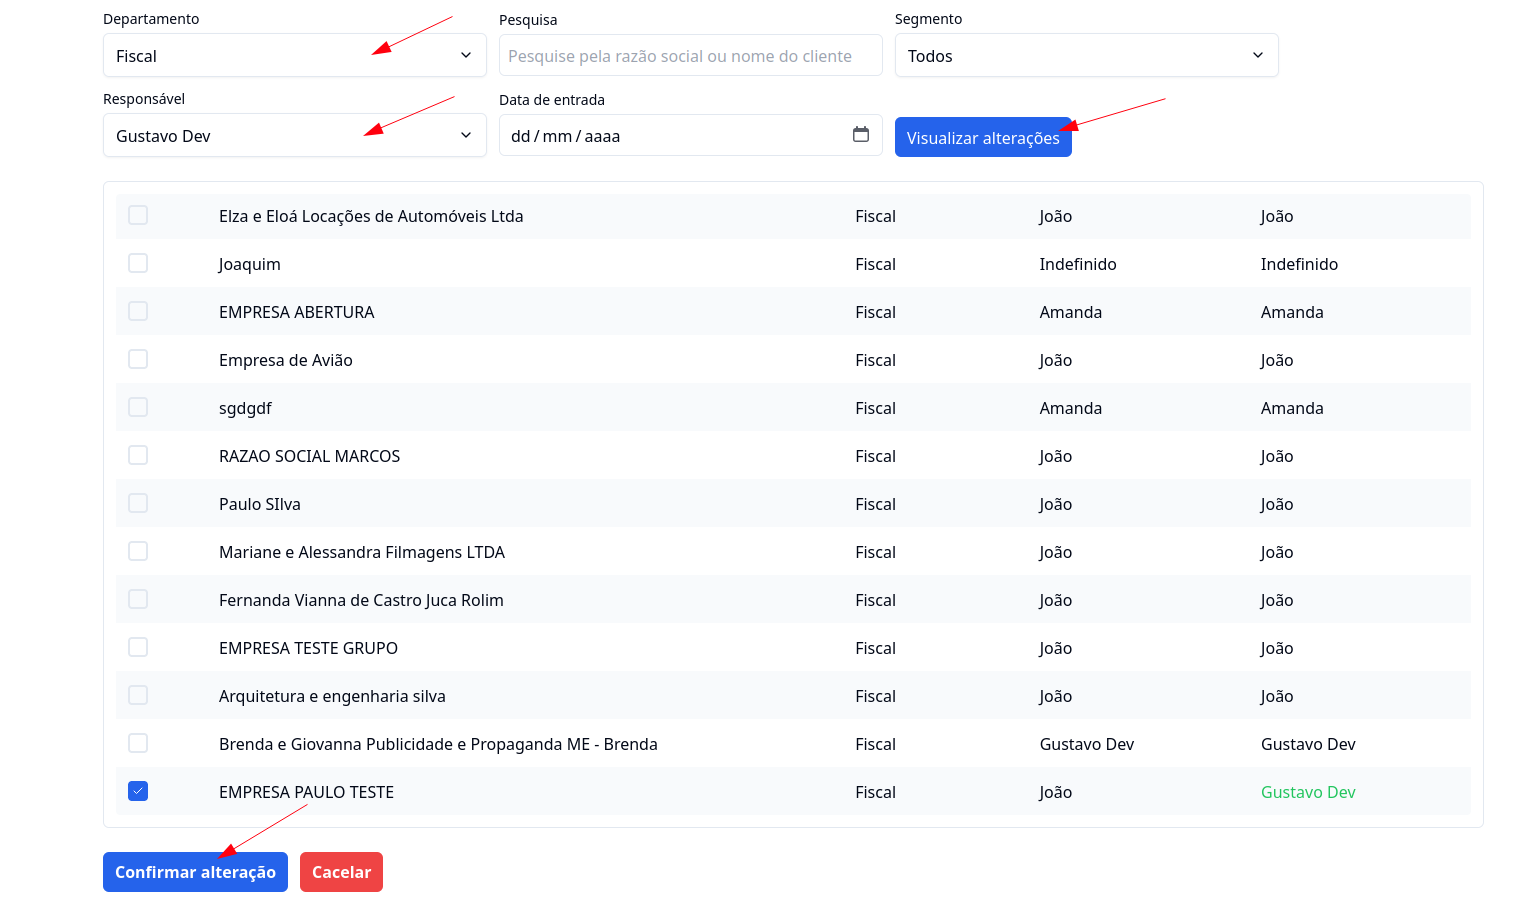 Departamento
Pesquisa
Segmento
Fiscal
Pesquise pela razão social ou nome do cliente
Todos
Responsável
Data de entrada
Gustavo Dev
dd / mm / aaaa
Visualizar alterações
Elza e Eloá Locações de Automóveis Ltda Fiscal João João
Joaquim Fiscal Indefinido Indefinido
EMPRESA ABERTURA Fiscal Amanda Amanda
Empresa de Avião Fiscal João João
sgdgdf Fiscal Amanda Amanda
RAZAO SOCIAL MARCOS Fiscal João João
Paulo SIlva Fiscal João João
Mariane e Alessandra Filmagens LTDA Fiscal João João
Fernanda Vianna de Castro Juca Rolim Fiscal João João
EMPRESA TESTE GRUPO Fiscal João João
Arquitetura e engenharia silva Fiscal João João
Brenda e Giovanna Publicidade e Propaganda ME - Brenda Fiscal Gustavo Dev Gustavo Dev
EMPRESA PAULO TESTE Fiscal João Gustavo Dev
Confirmar alteração
Cacelar